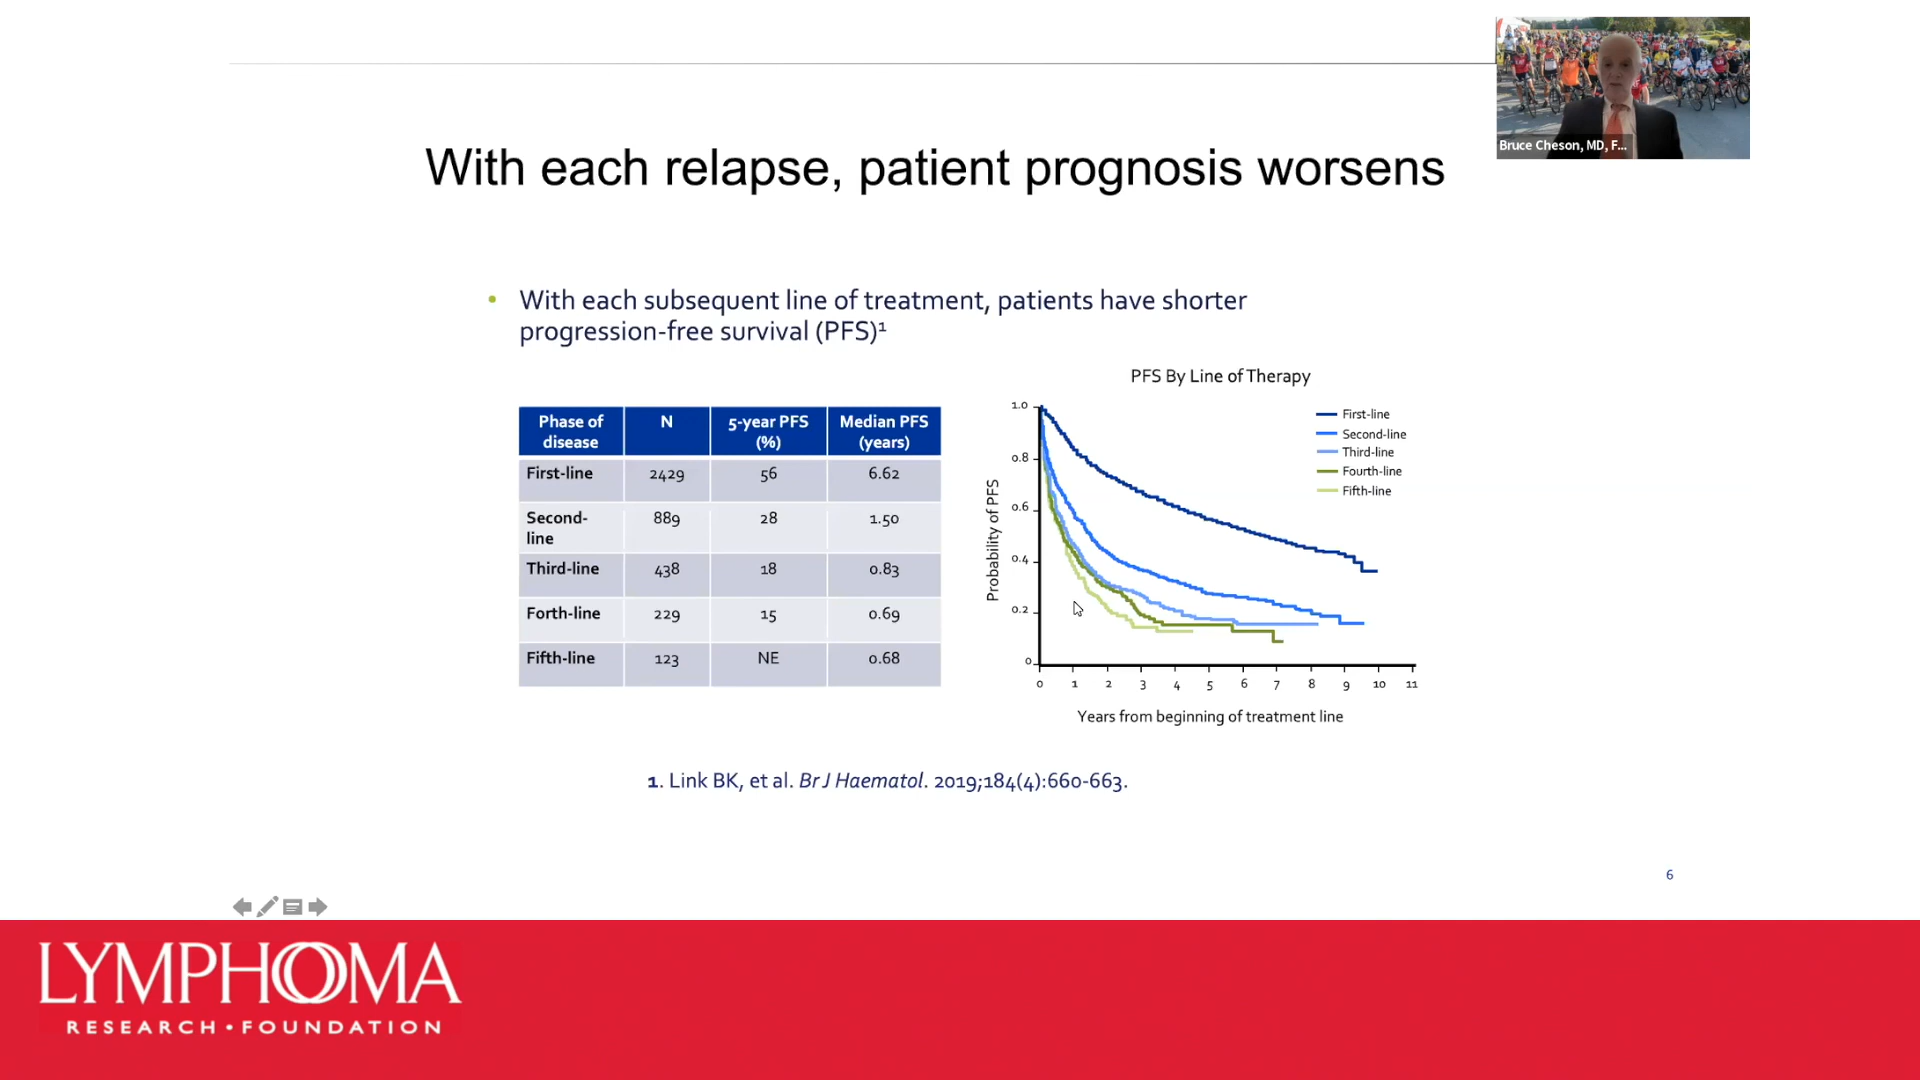 Bruce Cheson, MD, F...
With each relapse, patient prognosis worsens
• With each subsequent line of treatment, patients have shorter
progression-free survival (PFS)¹
Phase of disease N 5-year PFS (%) Median PFS (years)
First-line 2429 56 6.62
Second-line 889 28 1.50
Third-line 438 18 0.83
Forth-line 229 15 0.69
Fifth-line 123 NE 0.68
PFS By Line of Therapy
First-line
Second-line
Third-line
Fourth-line
Fifth-line
Probability of PFS
1.0
0.8
0.6
0.4
0.2
0
0 1 2 3 4 5 6 7 8 9 10 11
Years from beginning of treatment line
1. Link BK, et al. Br J Haematol. 2019;184(4):660-663.
6
LYMPHOMA
RESEARCH • FOUNDATION